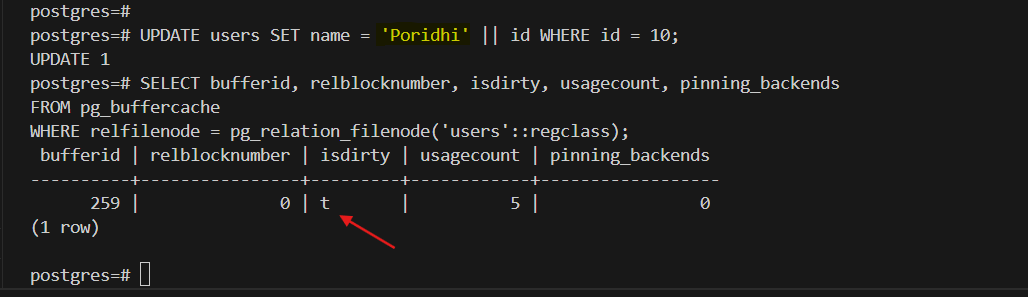 postgres=#
postgres=# UPDATE users SET name = 'Poridhi' || id WHERE id = 10;
UPDATE 1
postgres=# SELECT bufferid, relblocknumber, isdirty, usagecount, pinning_backends
FROM pg_buffercache
WHERE relfilenode = pg_relation_filenode('users'::regclass);
 bufferid | relblocknumber | isdirty | usagecount | pinning_backends
----------+----------------+---------+------------+------------------
      259 |              0 | t       |          5 |                0
(1 row)

postgres=#